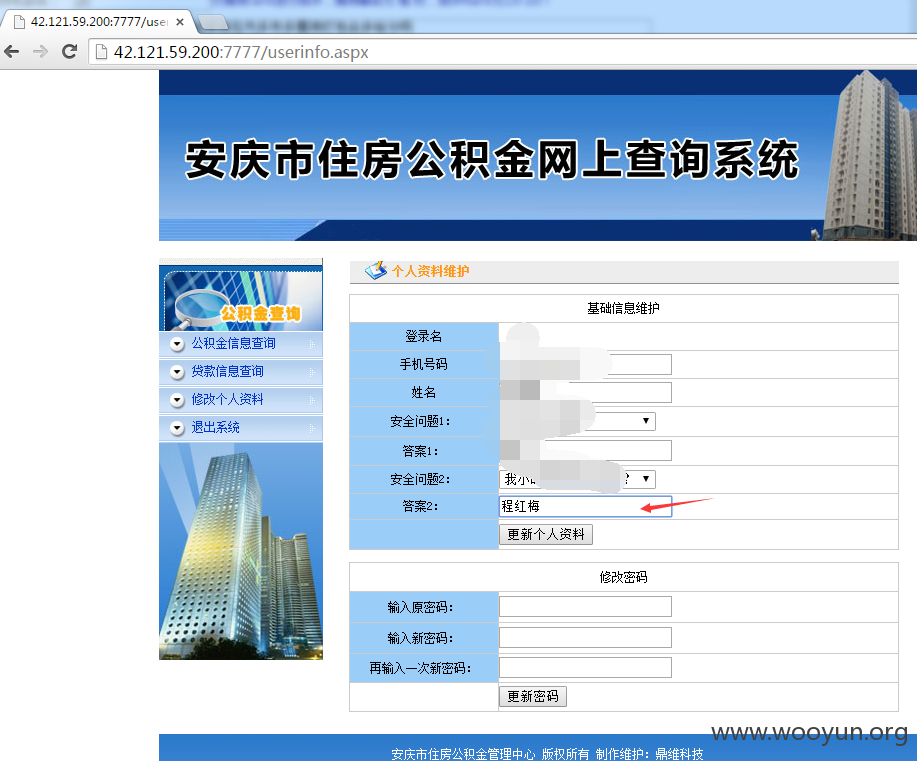 42.121.59.200:7777/use
42.121.59.200:7777/userinfo.aspx
安庆市住房公积金网上查询系统
公积金查询
公积金信息查询
贷款信息查询
修改个人资料
退出系统
个人资料维护
基础信息维护
登录名
手机号码
姓名
安全问题1:
答案1:
安全问题2:
我小
?
答案2:
程红梅
更新个人资料
修改密码
输入原密码:
输入新密码:
再输入一次新密码:
更新密码
www.wooyun.org
安庆市住房公积金管理中心 版权所有 制作维护: 鼎维科技